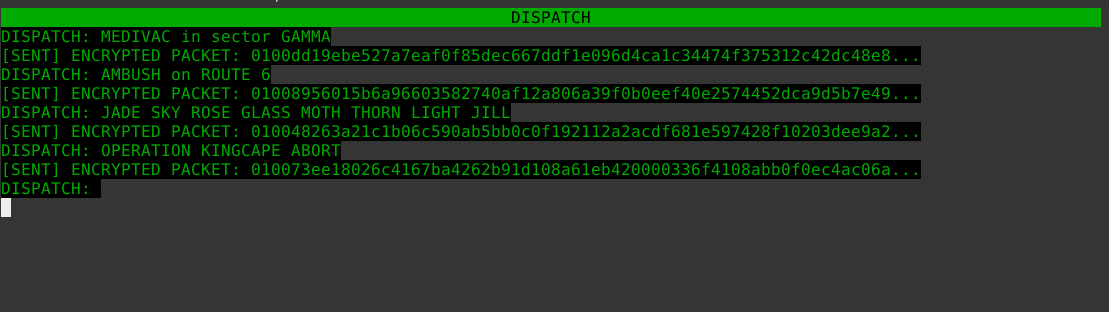 DISPATCH
DISPATCH: MEDIVAC in sector GAMMA
[SENT] ENCRYPTED PACKET: 0100dd19ebe527a7eaf0f85dec667ddf1e096d4ca1c34474f375312c42dc48e8...
DISPATCH: AMBUSH on ROUTE 6
[SENT] ENCRYPTED PACKET: 01008956015b6a96603582740af12a806a39f0b0eef40e2574452dca9d5b7e49...
DISPATCH: JADE SKY ROSE GLASS MOTH THORN LIGHT JILL
[SENT] ENCRYPTED PACKET: 010048263a21c1b06c590ab5bb0c0f192112a2acdf681e597428f10203dee9a2...
DISPATCH: OPERATION KINGCAPE ABORT
[SENT] ENCRYPTED PACKET: 010073ee18026c4167ba4262b91d108a61eb420000336f4108abb0f0ec4ac06a...
DISPATCH: